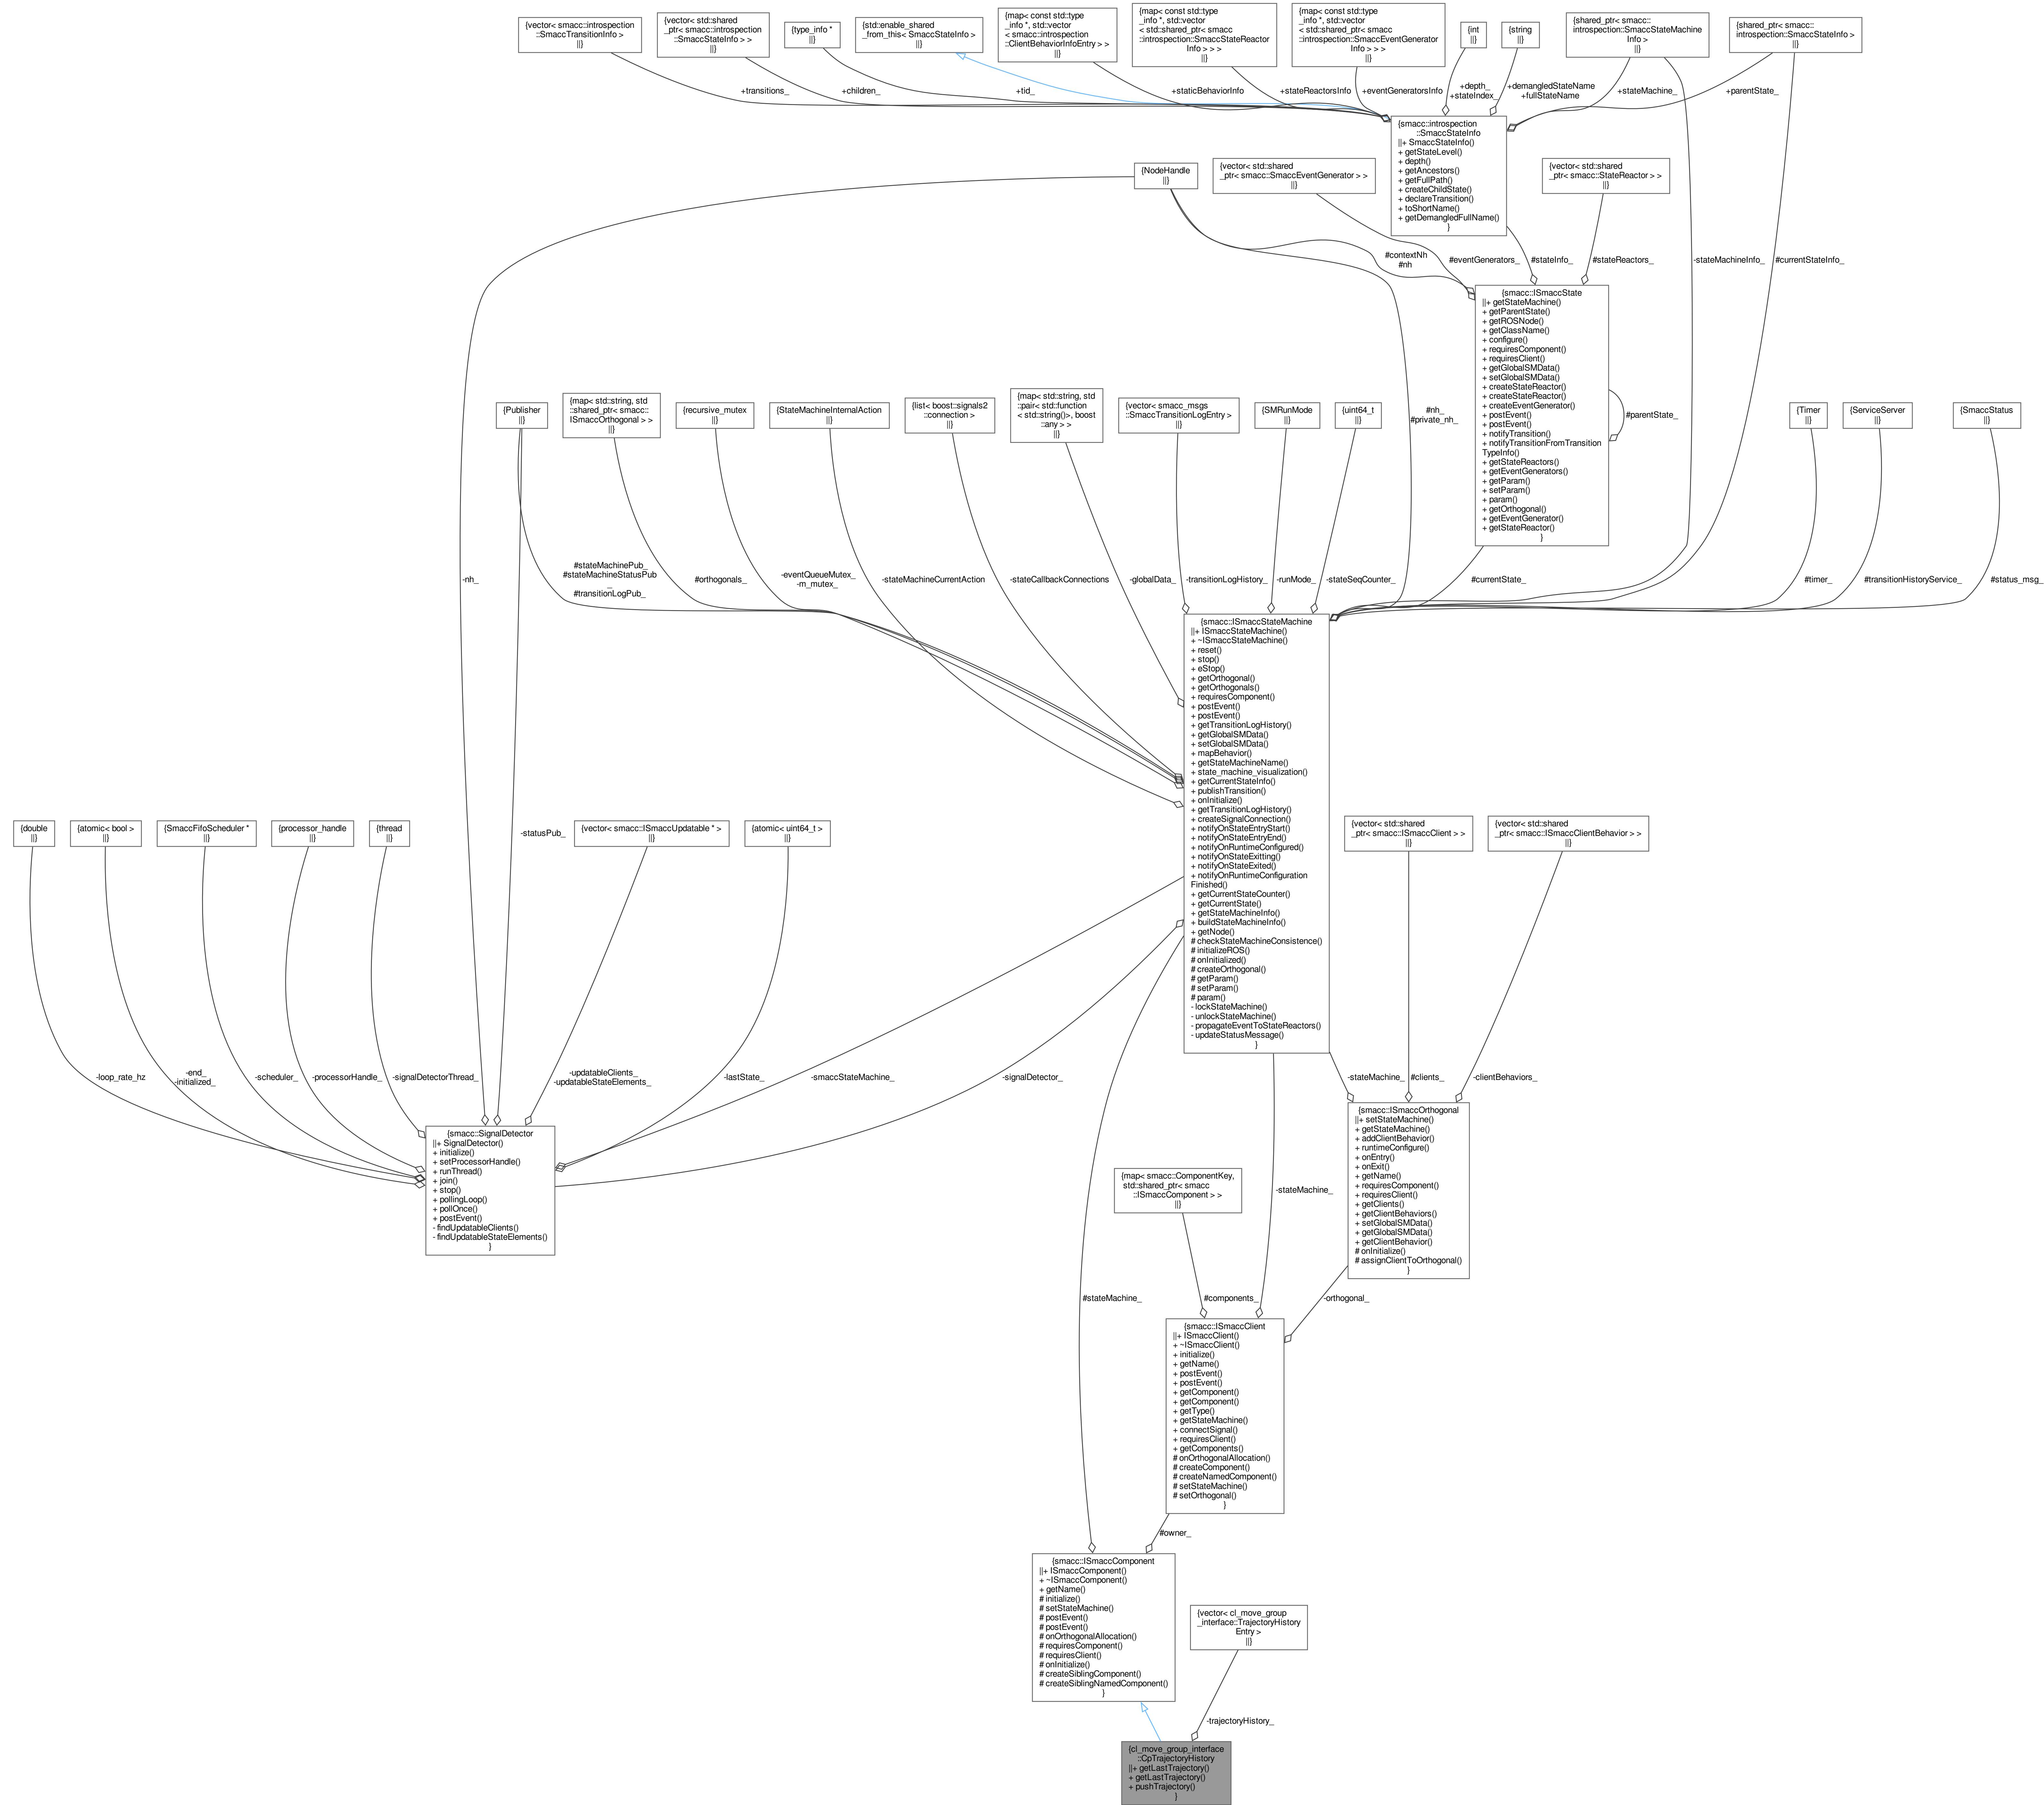 {vector< smacc::introspection
::SmaccTransitionInfo >
||}
{vector< std::shared
_ptr< smacc::introspection
::SmaccStateInfo > >
||}
{type_info *
||}
{std::enable_shared
_from_this< SmaccStateInfo >
||}
{map< const std::type
_info *, std::vector
< smacc::introspection
::ClientBehaviorInfoEntry > >
||}
{map< const std::type
_info *, std::vector
< std::shared_ptr< smacc
::introspection::SmaccStateReactor
Info > > >
||}
{map< const std::type
_info *, std::vector
< std::shared_ptr< smacc
::introspection::SmaccEventGenerator
Info > > >
||}
{int
||}
{string
||}
{shared_ptr< smacc::
introspection::SmaccStateMachine
Info >
||}
{shared_ptr< smacc::
introspection::SmaccStateInfo >
||}
+transitions_
+children_
+tid_
+staticBehaviorInfo
+stateReactorsInfo
+eventGeneratorsInfo
+depth_
+stateIndex_
+demangledStateName
+fullStateName
+stateMachine_
+parentState_
{smacc::introspection
::SmaccStateInfo
||+ SmaccStateInfo()
+ getStateLevel()
+ depth()
+ getAncestors()
+ getFullPath()
+ createChildState()
+ declareTransition()
+ toShortName()
+ getDemangledFullName()
}
{NodeHandle
||}
{vector< std::shared
_ptr< smacc::SmaccEventGenerator > >
||}
{vector< std::shared
_ptr< smacc::StateReactor > >
||}
#contextNh
#nh
#eventGenerators_
#stateInfo_
#stateReactors_
-stateMachineInfo_
#currentStateInfo_
{smacc::ISmaccState
||+ getStateMachine()
+ getParentState()
+ getROSNode()
+ getClassName()
+ configure()
+ requiresComponent()
+ requiresClient()
+ getGlobalSMData()
+ setGlobalSMData()
+ createStateReactor()
+ createStateReactor()
+ createEventGenerator()
+ postEvent()
+ postEvent()
+ notifyTransition()
+ notifyTransitionFromTransition
TypeInfo()
+ getStateReactors()
+ getEventGenerators()
+ getParam()
+ setParam()
+ param()
+ getOrthogonal()
+ getEventGenerator()
+ getStateReactor()
}
#parentState_
{Publisher
||}
{map< std::string, std
::shared_ptr< smacc::
ISmaccOrthogonal > >
||}
{recursive_mutex
||}
{StateMachineInternalAction
||}
{list< boost::signals2
::connection >
||}
{map< std::string, std
::pair< std::function
< std::string()>, boost
::any > >
||}
{vector< smacc_msgs
::SmaccTransitionLogEntry >
||}
{SMRunMode
||}
{uint64_t
||}
#nh_
#private_nh_
{Timer
||}
{ServiceServer
||}
{SmaccStatus
||}
-nh_
#stateMachinePub_
#stateMachineStatusPub
_
#transitionLogPub_
#orthogonals_
-eventQueueMutex_
-m_mutex_
-stateMachineCurrentAction
-stateCallbackConnections
-globalData_
-transitionLogHistory_
-runMode_
-stateSeqCounter_
#currentState_
#timer_
#transitionHistoryService_
#status_msg_
{smacc::ISmaccStateMachine
||+ ISmaccStateMachine()
+ ~ISmaccStateMachine()
+ reset()
+ stop()
+ eStop()
+ getOrthogonal()
+ getOrthogonals()
+ requiresComponent()
+ postEvent()
+ postEvent()
+ getTransitionLogHistory()
+ getGlobalSMData()
+ setGlobalSMData()
+ mapBehavior()
+ getStateMachineName()
+ state_machine_visualization()
+ getCurrentStateInfo()
+ publishTransition()
+ onInitialize()
+ getTransitionLogHistory()
+ createSignalConnection()
+ notifyOnStateEntryStart()
+ notifyOnStateEntryEnd()
+ notifyOnRuntimeConfigured()
+ notifyOnStateExitting()
+ notifyOnStateExited()
+ notifyOnRuntimeConfiguration
Finished()
+ getCurrentStateCounter()
+ getCurrentState()
+ getStateMachineInfo()
+ buildStateMachineInfo()
+ getNode()
# checkStateMachineConsistence()
# initializeROS()
# onInitialized()
# createOrthogonal()
# getParam()
# setParam()
# param()
- lockStateMachine()
- unlockStateMachine()
- propagateEventToStateReactors()
- updateStatusMessage()
}
{double
||}
{atomic< bool >
||}
{SmaccFifoScheduler *
||}
{processor_handle
||}
{thread
||}
-statusPub_
{vector< smacc::ISmaccUpdatable * >
||}
{atomic< uint64_t >
||}
{vector< std::shared
_ptr< smacc::ISmaccClient > >
||}
{vector< std::shared
_ptr< smacc::ISmaccClientBehavior > >
||}
-loop_rate_hz
-end_
-initialized_
-scheduler_
-processorHandle_
-signalDetectorThread_
-updatableClients_
-updatableStateElements_
-lastState_
-smaccStateMachine_
-signalDetector_
-stateMachine_
#clients_
-clientBehaviors_
{smacc::SignalDetector
||+ SignalDetector()
+ initialize()
+ setProcessorHandle()
+ runThread()
+ join()
+ stop()
+ pollingLoop()
+ pollOnce()
+ postEvent()
- findUpdatableClients()
- findUpdatableStateElements()
}
{smacc::ISmaccOrthogonal
||+ setStateMachine()
+ getStateMachine()
+ addClientBehavior()
+ runtimeConfigure()
+ onEntry()
+ onExit()
+ getName()
+ requiresComponent()
+ requiresClient()
+ getClients()
+ getClientBehaviors()
+ setGlobalSMData()
+ getGlobalSMData()
+ getClientBehavior()
# onInitialize()
# assignClientToOrthogonal()
}
{map< smacc::ComponentKey,
std::shared_ptr< smacc
::ISmaccComponent > >
||}
-stateMachine_
#stateMachine_
#components_
-orthogonal_
{smacc::ISmaccClient
||+ ISmaccClient()
+ ~ISmaccClient()
+ initialize()
+ getName()
+ postEvent()
+ postEvent()
+ getComponent()
+ getComponent()
+ getType()
+ getStateMachine()
+ connectSignal()
+ requiresClient()
+ getComponents()
# onOrthogonalAllocation()
# createComponent()
# createNamedComponent()
# setStateMachine()
# setOrthogonal()
}
#owner_
{smacc::ISmaccComponent
||+ ISmaccComponent()
+ ~ISmaccComponent()
+ getName()
# initialize()
# setStateMachine()
# postEvent()
# postEvent()
# onOrthogonalAllocation()
# requiresComponent()
# requiresClient()
# onInitialize()
# createSiblingComponent()
# createSiblingNamedComponent()
}
{vector< cl_move_group
_interface::TrajectoryHistory
Entry >
||}
-trajectoryHistory_
{cl_move_group_interface
::CpTrajectoryHistory
||+ getLastTrajectory()
+ getLastTrajectory()
+ pushTrajectory()
}